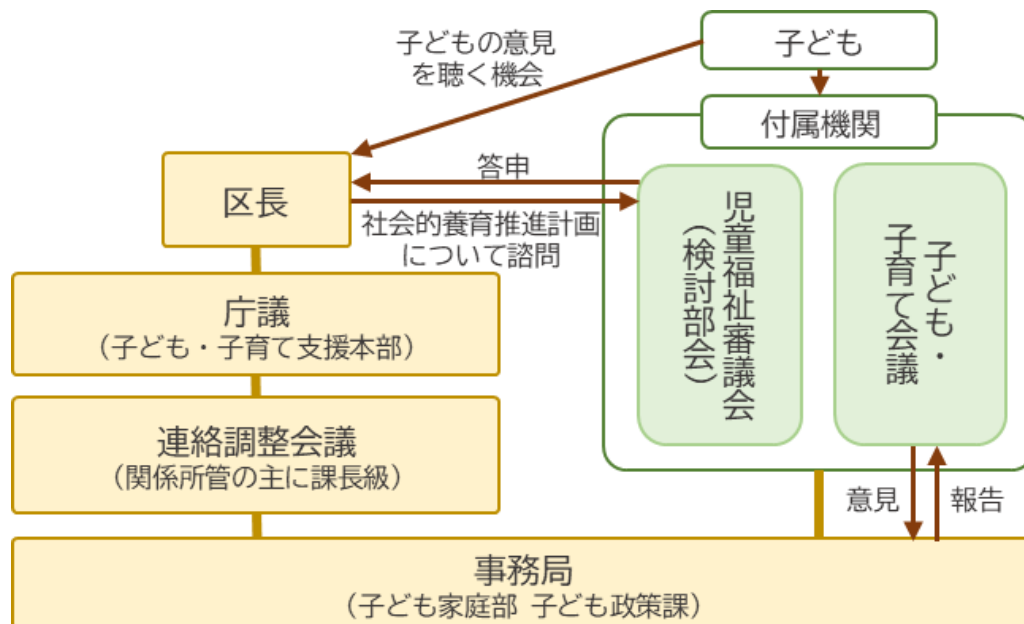 子どもの意見
を聴く機会
子ども
付属機関
区長
答申
社会的養育推進計画
について諮問
児童福祉審議会
（検討部会）
子ども・
子育て会議
庁議
（子ども・子育て支援本部）
連絡調整会議
（関係所管の主に課長級）
意見
報告
事務局
（子ども家庭部 子ども政策課）